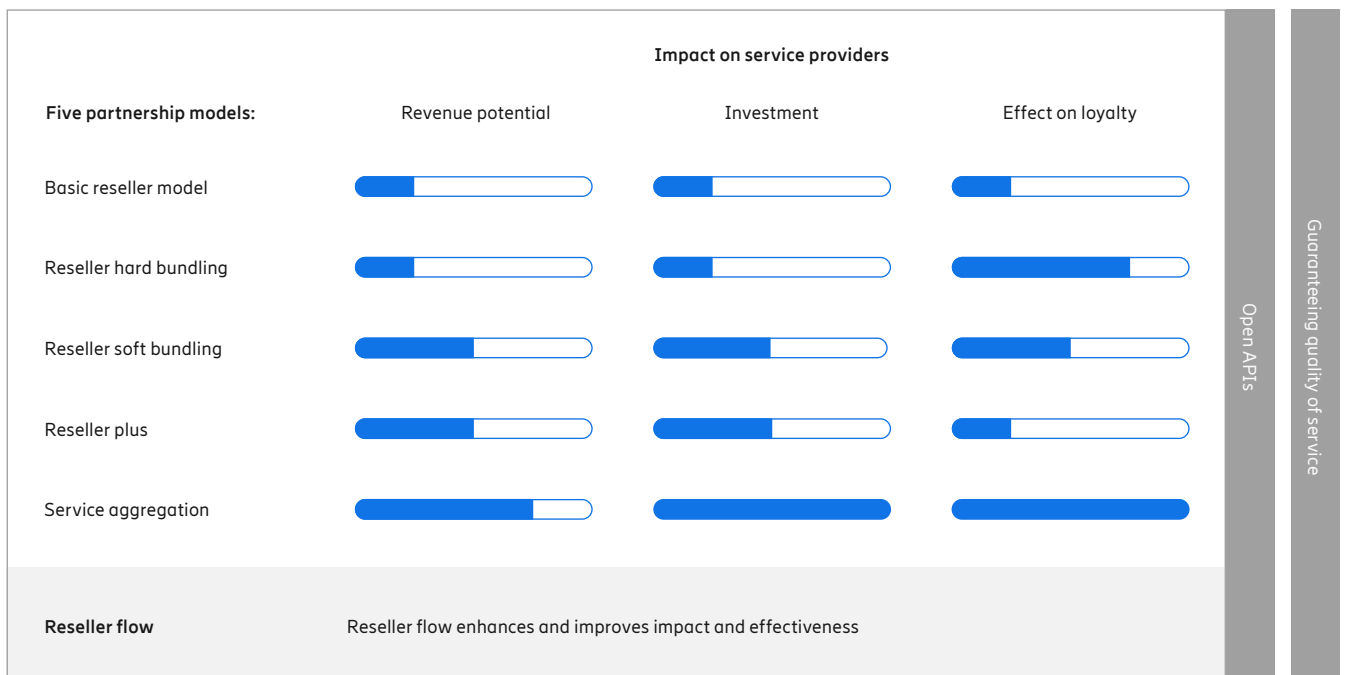 Impact on service providers
Five partnership models:
Revenue potential
Investment
Effect on loyalty
Basic reseller model
Reseller hard bundling
Reseller soft bundling
Reseller plus
Service aggregation
Reseller flow
Reseller flow enhances and improves impact and effectiveness
Open APIs
Guaranteeing quality of service